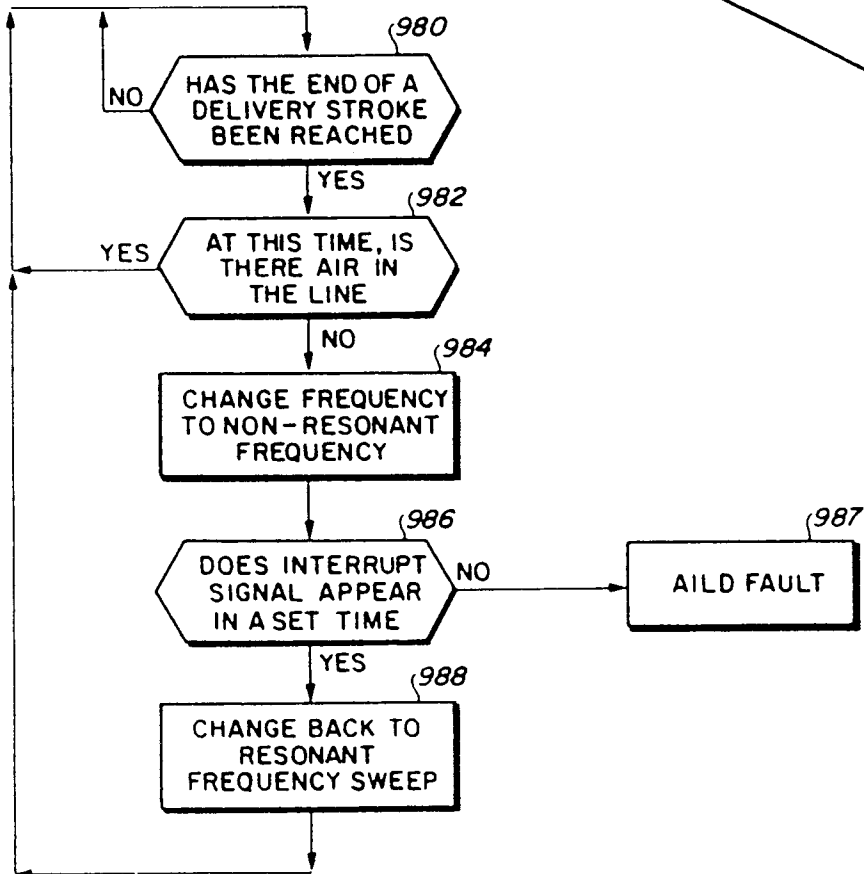 980
HAS THE END OF A
DELIVERY STROKE
BEEN REACHED
NO
YES
982
AT THIS TIME, IS
THERE AIR IN
THE LINE
YES
NO
984
CHANGE FREQUENCY
TO NON-RESONANT
FREQUENCY
986
DOES INTERRUPT
SIGNAL APPEAR
IN A SET TIME
NO
987
AILD FAULT
YES
988
CHANGE BACK TO
RESONANT
FREQUENCY SWEEP